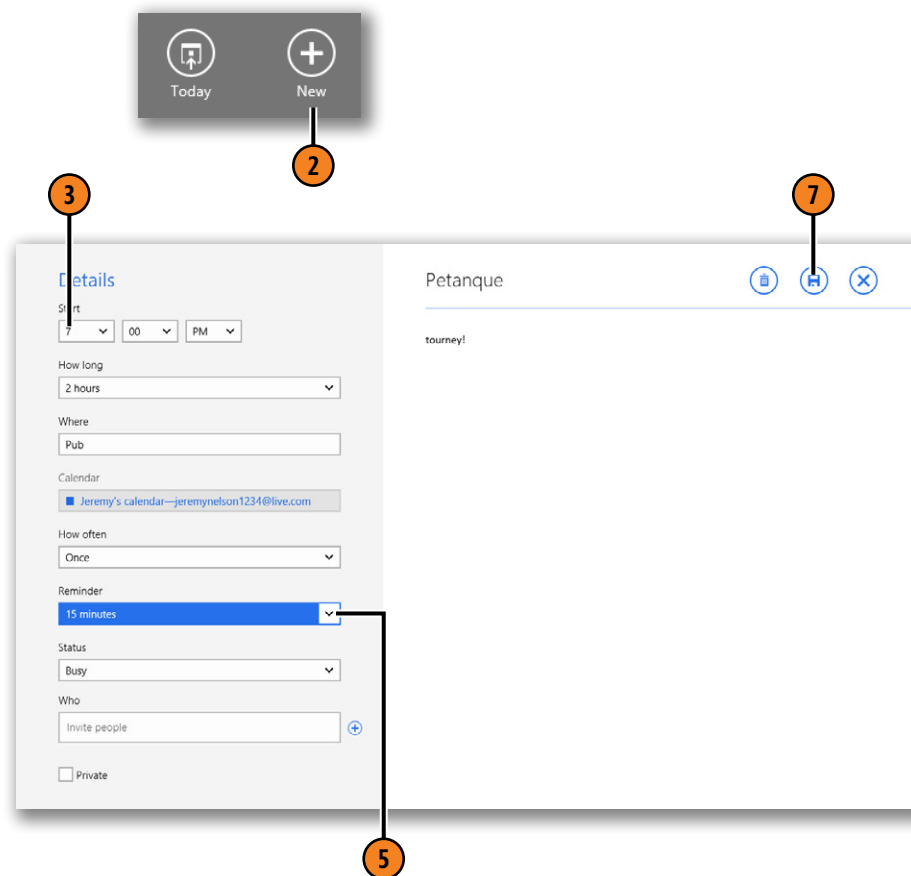 Today New
2
3 7
Details
Petanque
Start
7 00 PM
tourney!
How long
2 hours
Where
Pub
Calendar
Jeremy's calendar—jeremynelson1234@live.com
How often
Once
Reminder
15 minutes
Status
Busy
Who
Invite people
Private
5